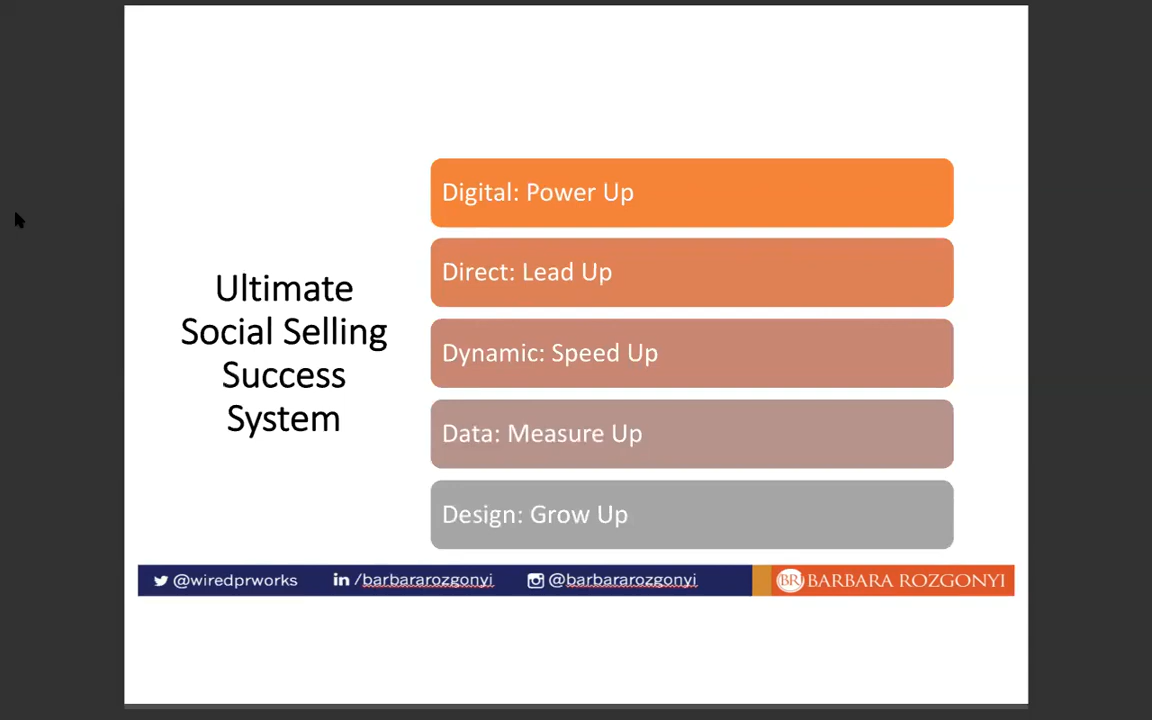 Ultimate
Social Selling
Success
System
Digital: Power Up
Direct: Lead Up
Dynamic: Speed Up
Data: Measure Up
Design: Grow Up
@wiredprworks in /barbararozgonyi @barbararozgonyi BR BARBARA ROZGONYI